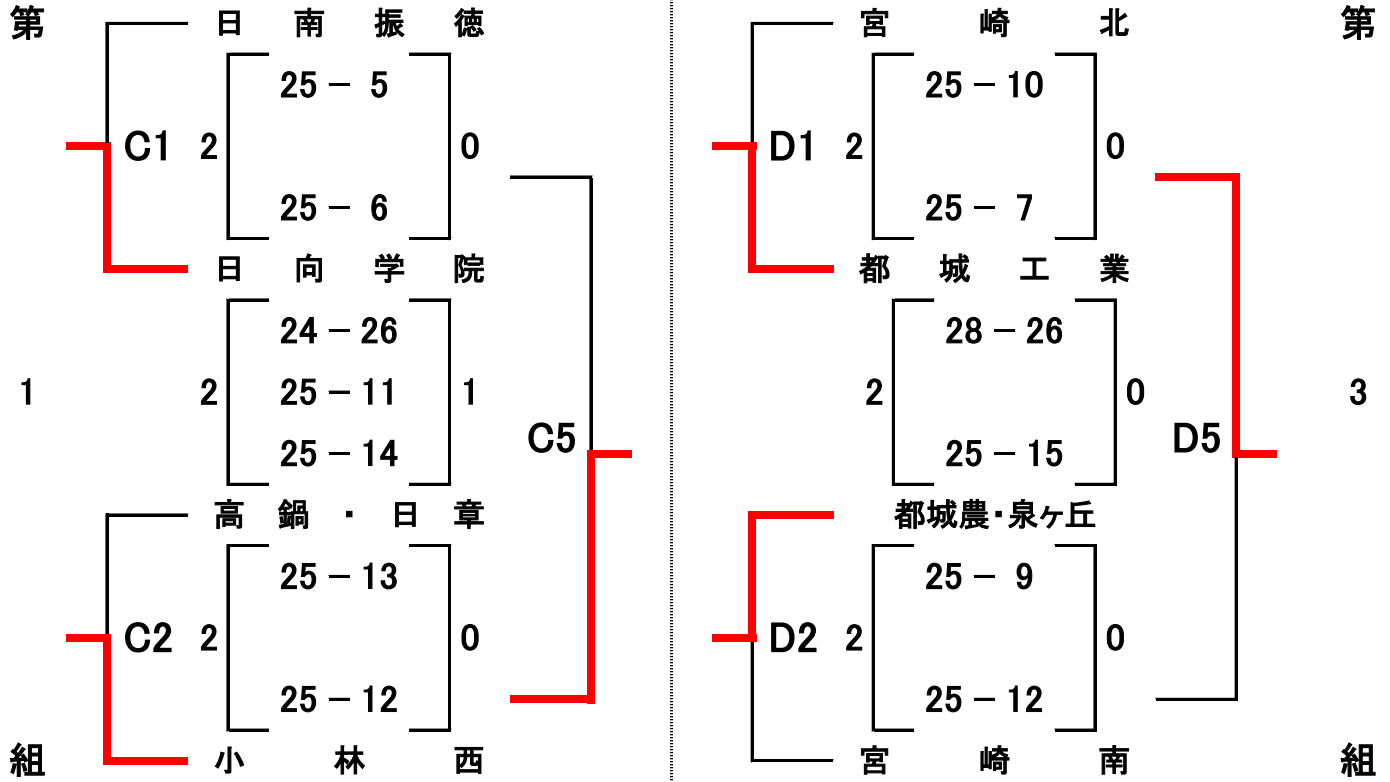 第 日南振徳 宮崎北 第
25 － 5 25 － 10
C1 2 0 D1 2 0
25 － 6 25 － 7
日向学院 都城工業
24 － 26 28 － 26
1 2 25 － 11 1 2 0 3
C5 D5
25 － 14 25 － 15
高鍋・日章 都城農・泉ヶ丘
25 － 13 25 － 9
C2 2 0 D2 2 0
25 － 12 25 － 12
組 小林西 宮崎南 組